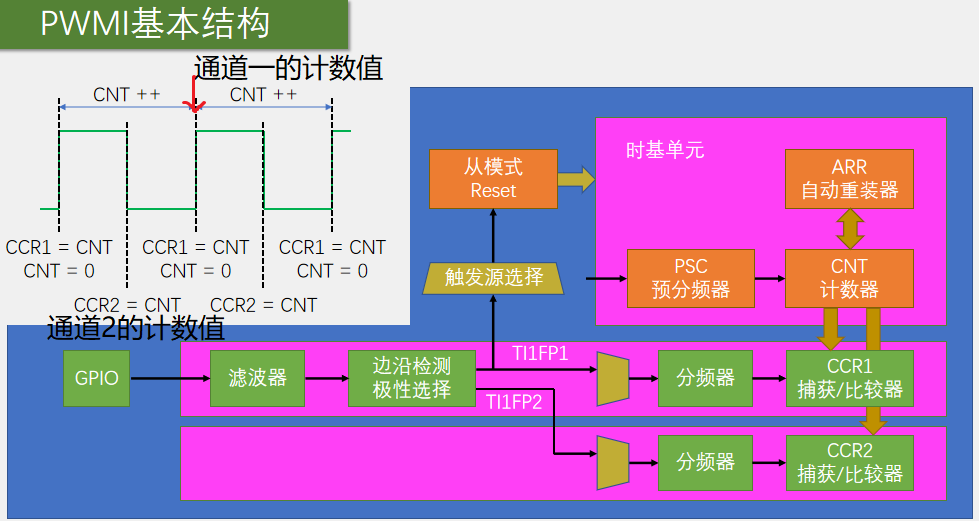 PWMI基本结构
通道一的计数值
CNT ++
CNT ++
CCR1 = CNT
CNT = 0
CCR1 = CNT
CNT = 0
CCR1 = CNT
CNT = 0
CCR2 = CNT
CCR2 = CNT
通道2的计数值
从模式
Reset
触发源选择
时基单元
ARR
自动重装器
PSC
预分频器
CNT
计数器
GPIO
滤波器
边沿检测
极性选择
TI1FP1
TI1FP2
分频器
CCR1
捕获/比较器
分频器
CCR2
捕获/比较器